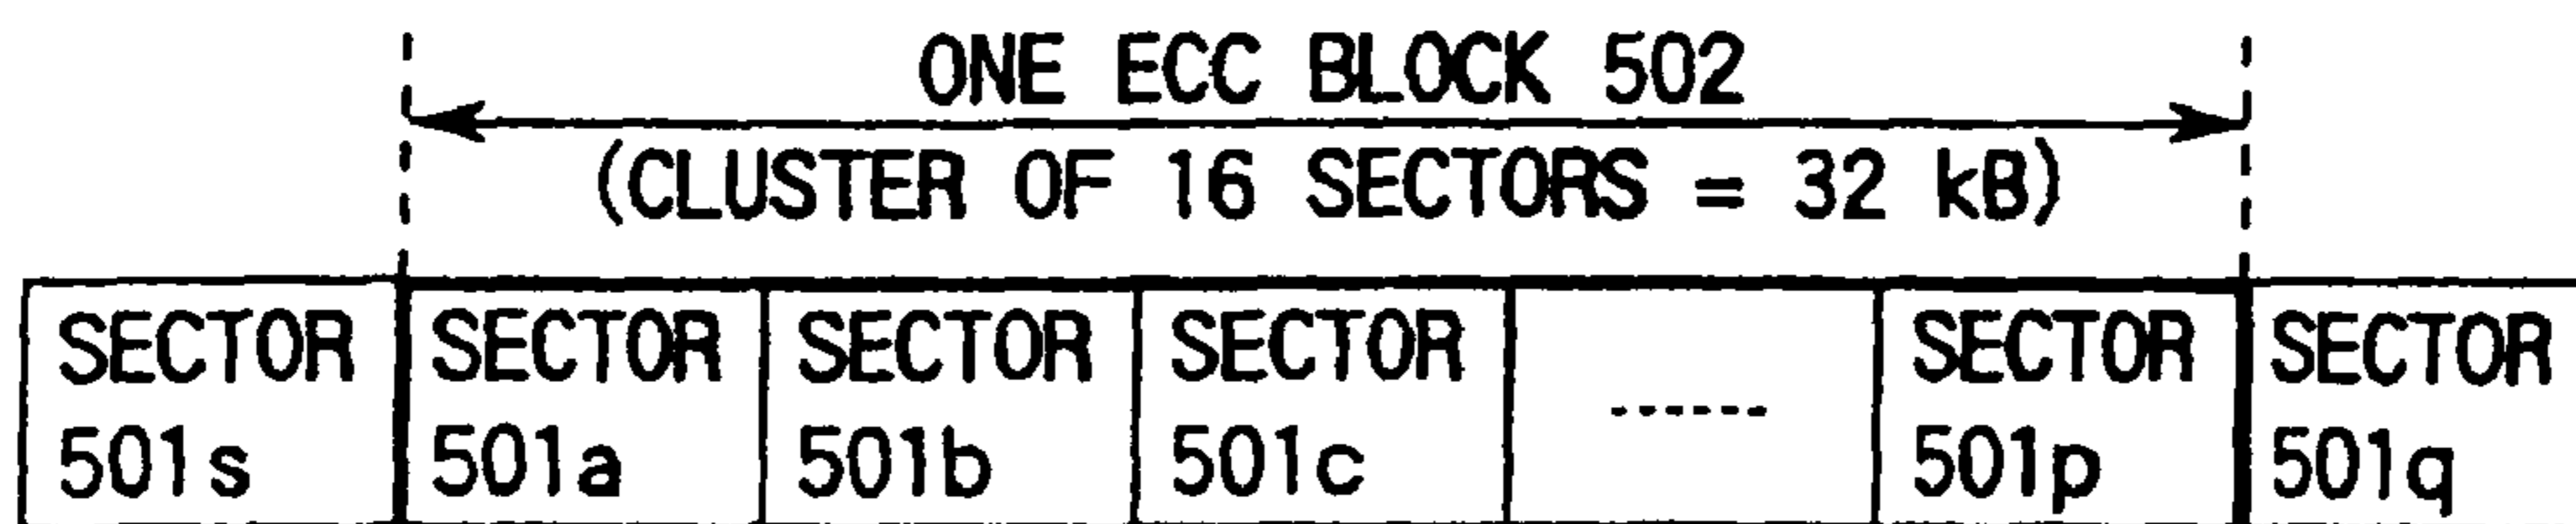 ONE ECC BLOCK 502
(CLUSTER OF 16 SECTORS = 32 kB)
SECTOR SECTOR SECTOR SECTOR ------ SECTOR SECTOR
501s 501a 501b 501c 501p 501q